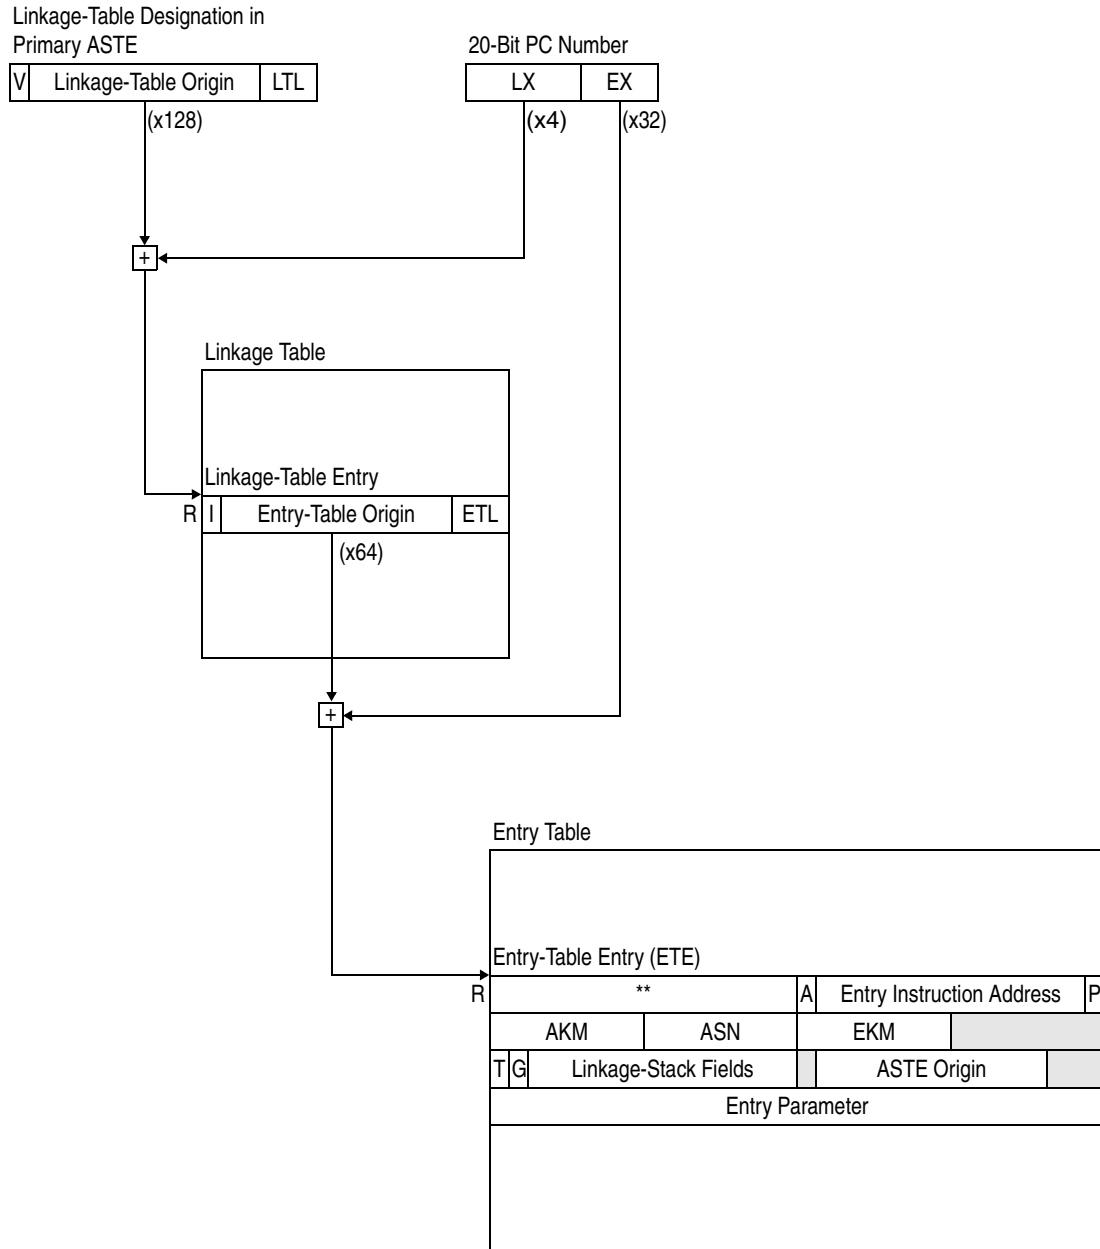 Linkage-Table Designation in
Primary ASTE
20-Bit PC Number
V Linkage-Table Origin LTL
LX EX
(x128)
(x4) (x32)
+
Linkage Table
Linkage-Table Entry
R I Entry-Table Origin ETL
(x64)
+
Entry Table
Entry-Table Entry (ETE)
R ** A Entry Instruction Address P
AKM ASN EKM
T G Linkage-Stack Fields ASTE Origin
Entry Parameter